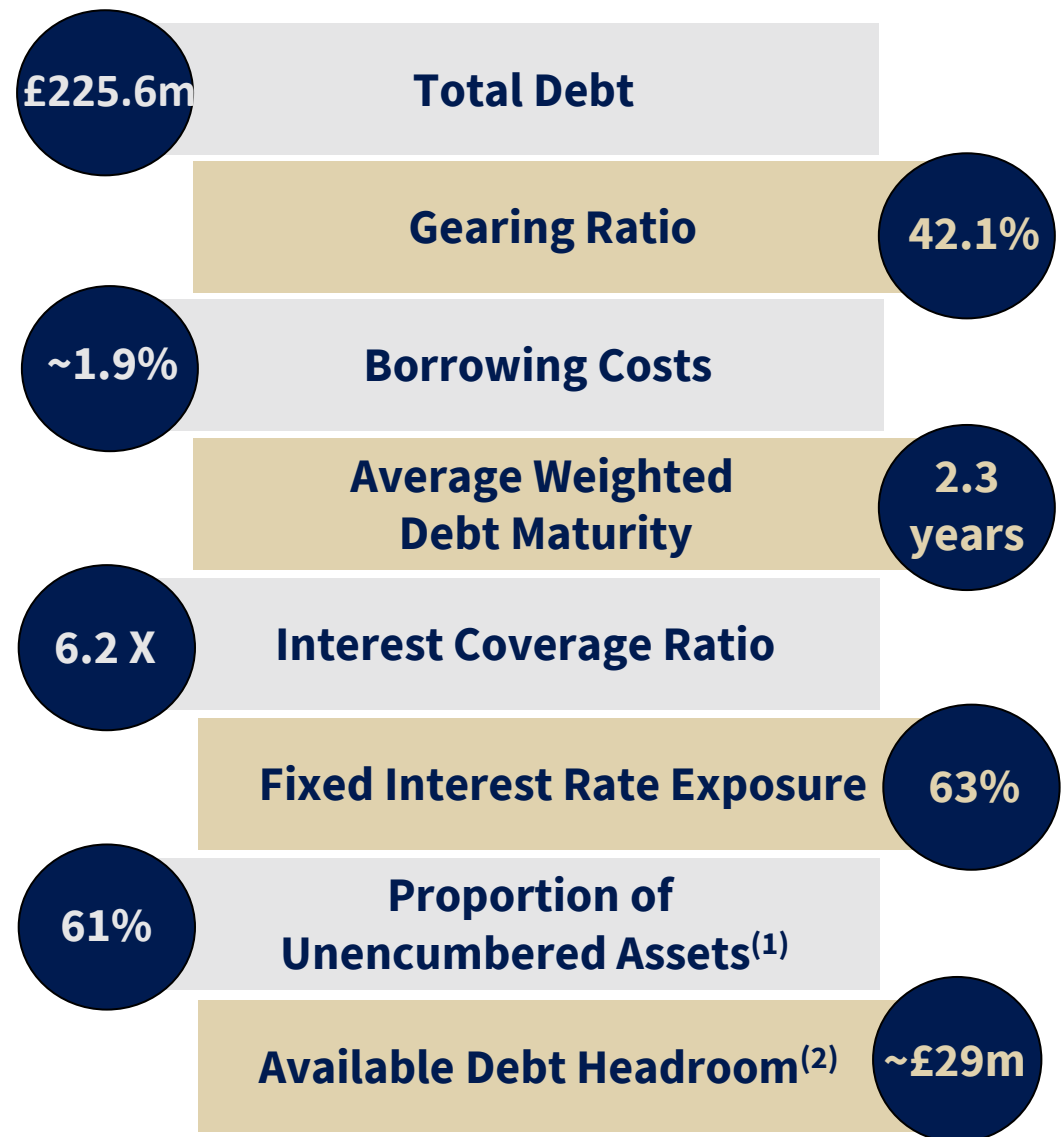 £225.6m
Total Debt
Gearing Ratio
42.1%
~1.9%
Borrowing Costs
Average Weighted
Debt Maturity
2.3
years
6.2 X
Interest Coverage Ratio
Fixed Interest Rate Exposure
63%
61%
Proportion of
Unencumbered Assets(1)
Available Debt Headroom(2)
~£29m